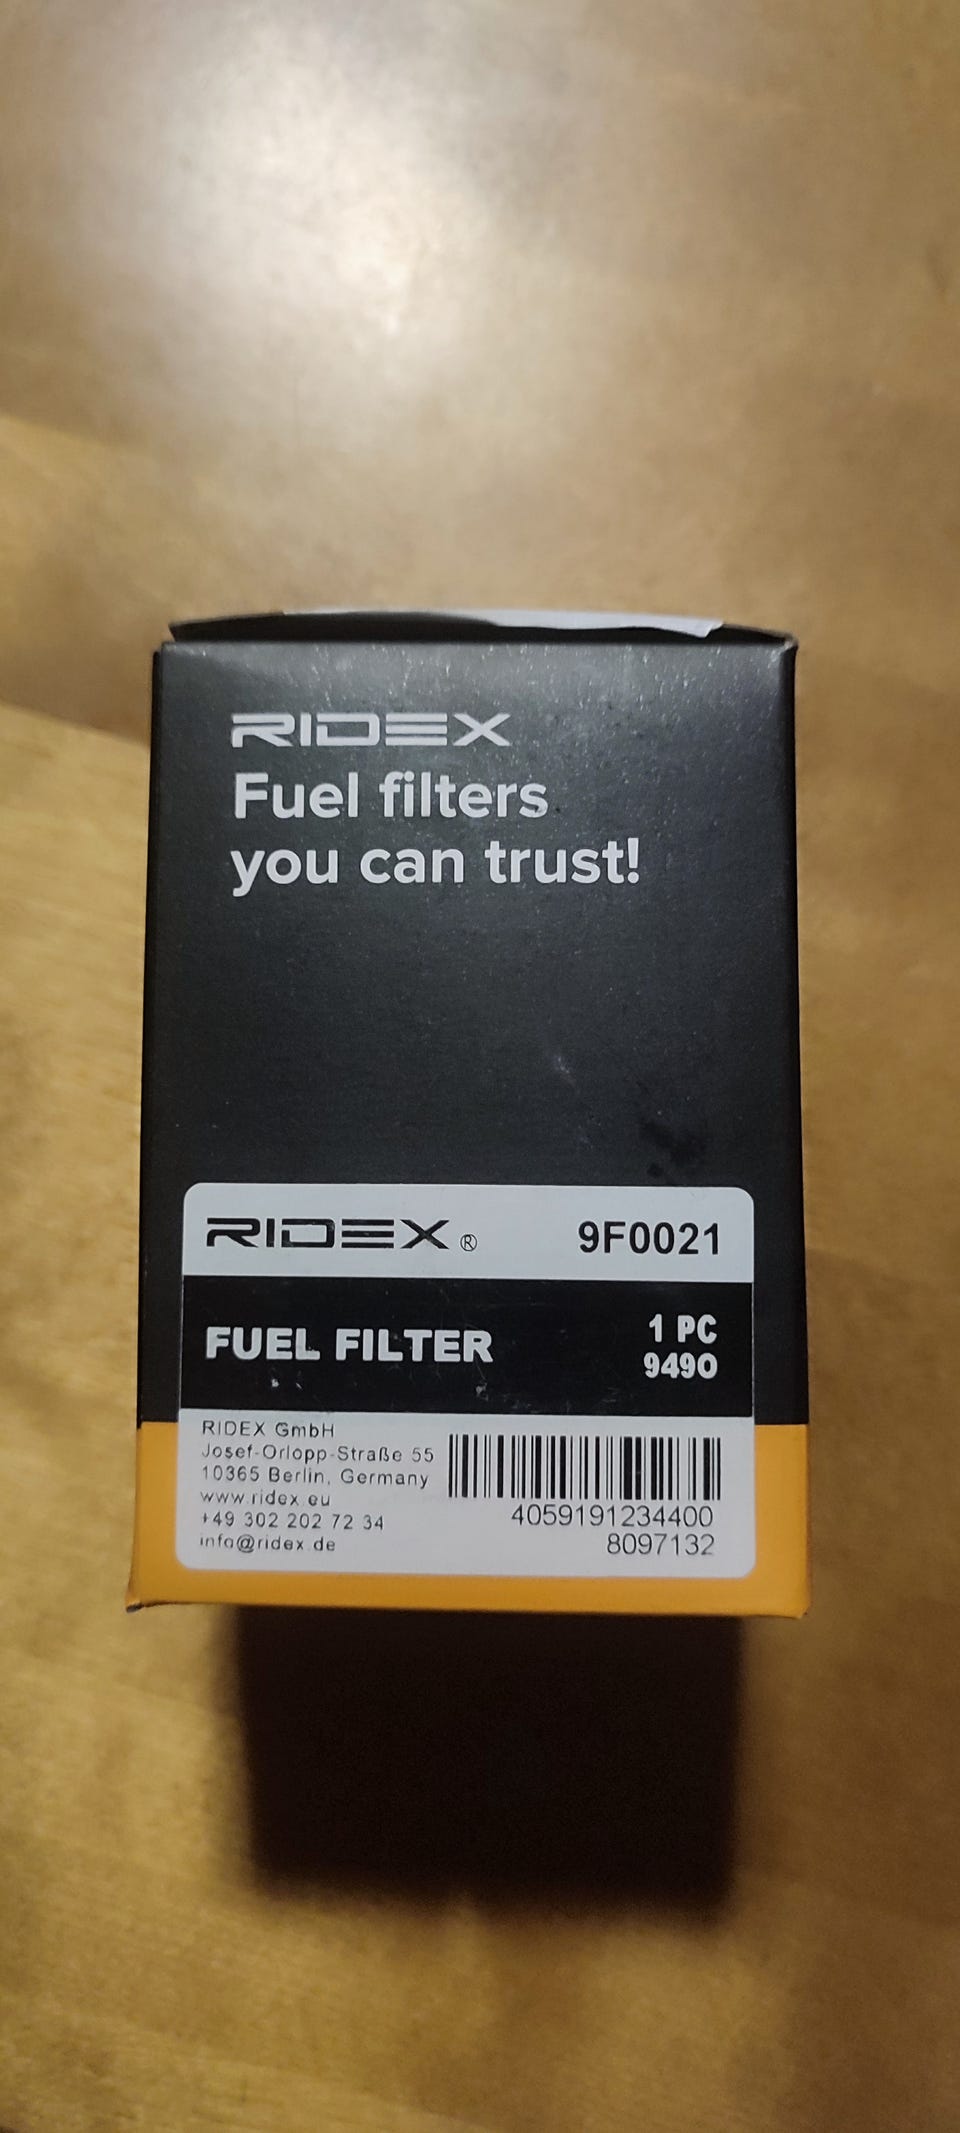 RIDEX
Fuel filters
you can trust!
RIDEX® 9F0021
FUEL FILTER 1 PC
9490
RIDEX GmbH
Josef-Orlopp-Straße 55
10365 Berlin, Germany
www.ridex.eu
+49 302 202 72 34
info@ridex.de
4059191234400
8097132